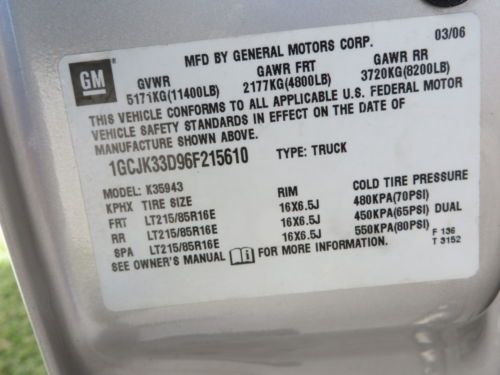 03/06
MFD BY GENERAL MOTORS CORP.
GM
GVWR GAWR FRT GAWR RR
5171KG(11400LB) 2177KG(4800LB) 3720KG(8200LB)
THIS VEHICLE CONFORMS TO ALL APPLICABLE U.S. FEDERAL MOTOR
VEHICLE SAFETY STANDARDS IN EFFECT ON THE DATE OF
MANUFACTURE SHOWN ABOVE.
1GCJK33D96F215610 TYPE: TRUCK
MODEL: K35943
KPHX TIRE SIZE RIM COLD TIRE PRESSURE
FRT LT215/85R16E 16X6.5J 480KPA(70PSI)
RR LT215/85R16E 16X6.5J 450KPA(65PSI) DUAL
SPA LT215/85R16E 16X6.5J 550KPA(80PSI)
SEE OWNER'S MANUAL i FOR MORE INFORMATION.
F 136
T 3152